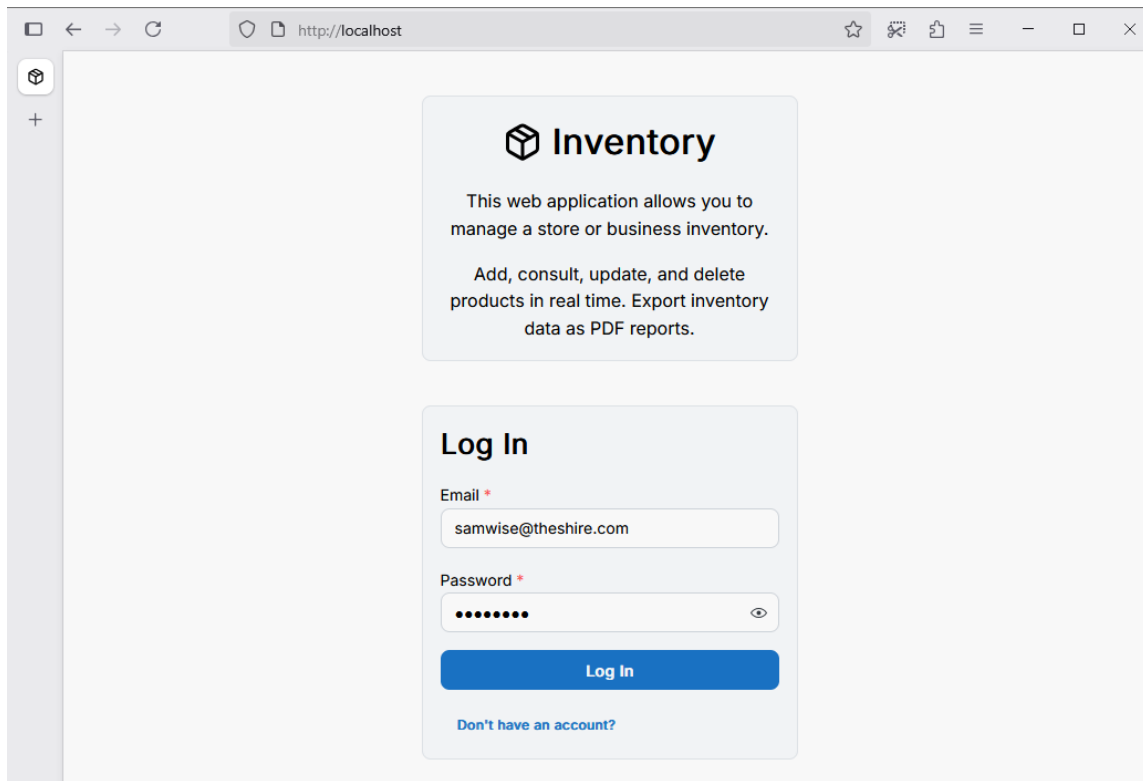 http://localhost
Inventory
This web application allows you to
manage a store or business inventory.
Add, consult, update, and delete
products in real time. Export inventory
data as PDF reports.
Log In
Email *
samwise@theshire.com
Password *
••••••••
Log In
Don't have an account?